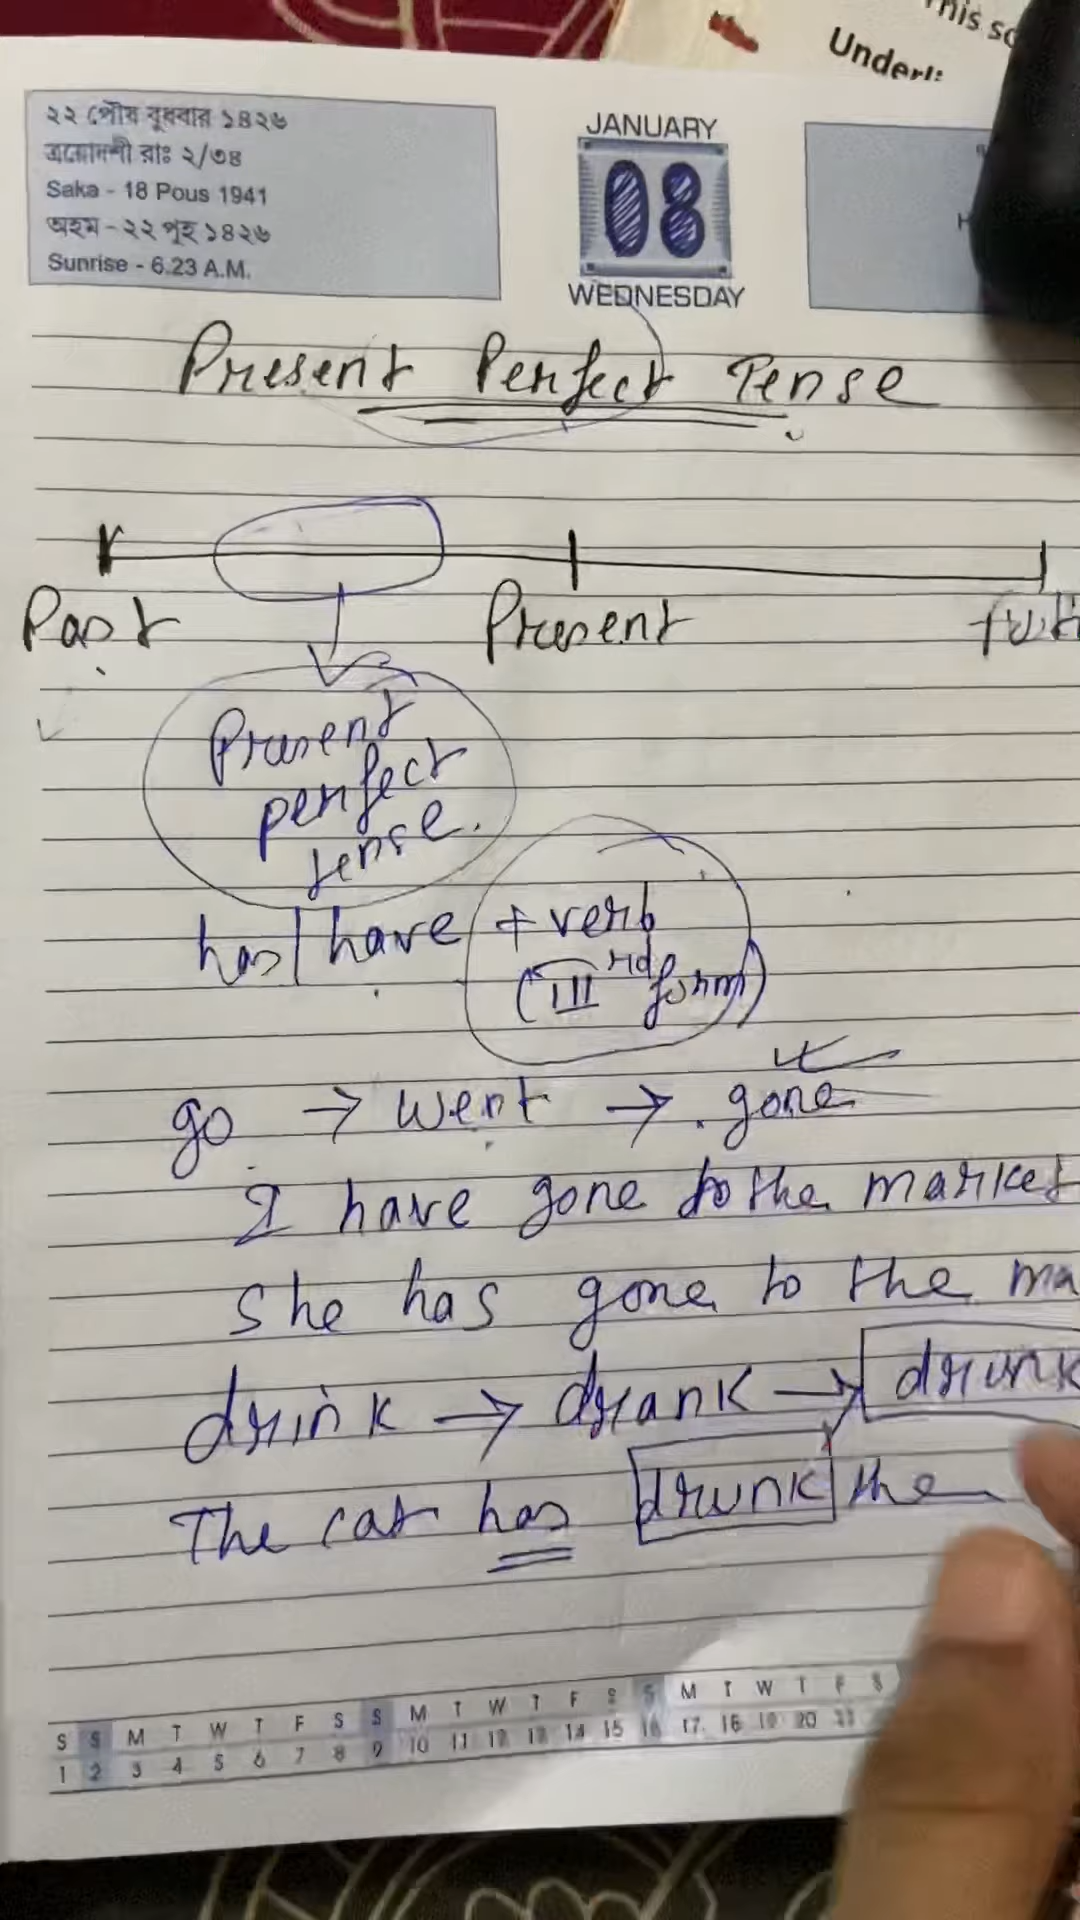 This
Underli
২২ পৌষ বুধবার ১৪২৬
ত্রয়োদশী রাঃ ২/৩৪
Saka - 18 Pous 1941
অহম - ২২ পূহ ১৪২৬
Sunrise - 6.23 A.M.
JANUARY
08
WEDNESDAY
Present Perfect Tense
Past Present
Present
perfect
tense.
has/have + verb
(III rd form)
go → went → gone
I have gone to the market
She has gone to the ma
drink → drank → drunk
The cat has drunk the
S S M T W T F S S M T W T F S S M T W T F S
1 2 3 4 5 6 7 8 9 10 11 12 13 14 15 16 17 18 19 20 21